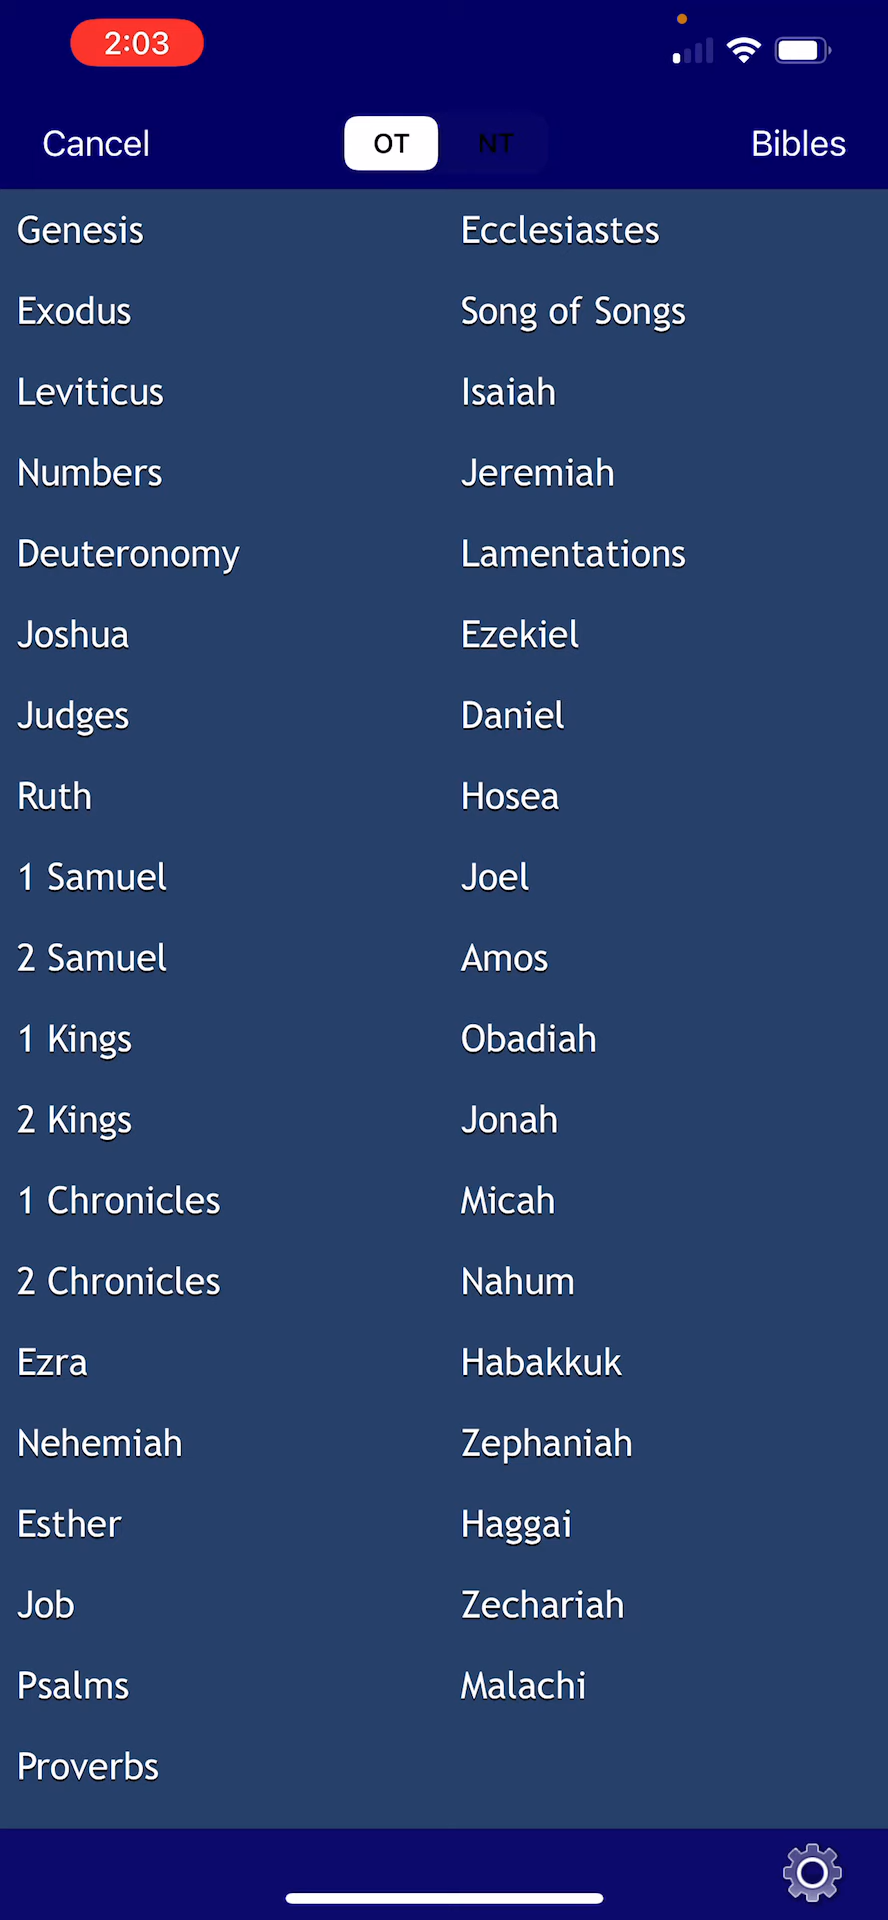 2:03
Cancel OT NT Bibles
Genesis
Exodus
Leviticus
Numbers
Deuteronomy
Joshua
Judges
Ruth
1 Samuel
2 Samuel
1 Kings
2 Kings
1 Chronicles
2 Chronicles
Ezra
Nehemiah
Esther
Job
Psalms
Proverbs
Ecclesiastes
Song of Songs
Isaiah
Jeremiah
Lamentations
Ezekiel
Daniel
Hosea
Joel
Amos
Obadiah
Jonah
Micah
Nahum
Habakkuk
Zephaniah
Haggai
Zechariah
Malachi